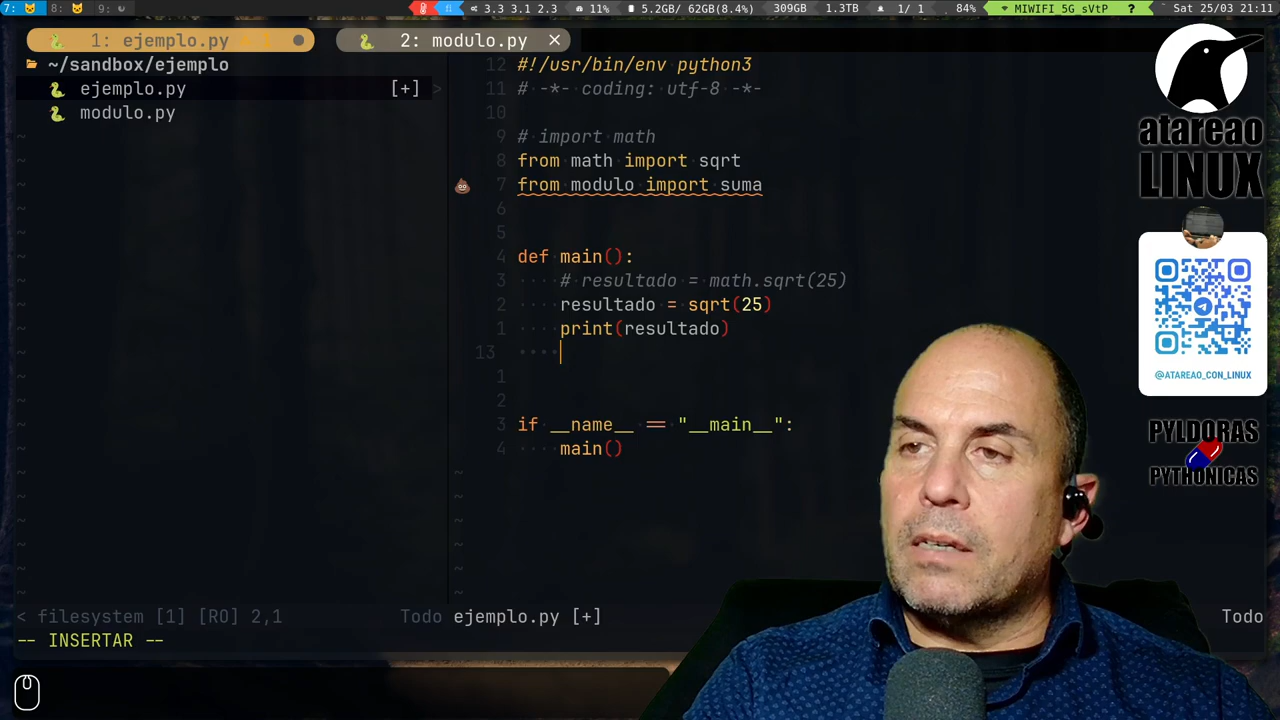 7: 8: 9: 3.3 3.1 2.3 11% 5.2GB/ 62GB(8.4%) 309GB 1.3TB 1/ 1 84% MIWIFI_5G_sVtP ? Sat 25/03 21:11
1: ejemplo.py
2: modulo.py ×
~/sandbox/ejemplo
ejemplo.py [+]
modulo.py
12 #!/usr/bin/env python3
11 # -*- coding: utf-8 -*-
10
9 # import math
8 from math import sqrt
7 from modulo import suma
6
5
4 def main():
3 # resultado = math.sqrt(25)
2 resultado = sqrt(25)
1 print(resultado)
13
1
2
3 if __name__ == "__main__":
4 main()
< filesystem [1] [RO] 2,1 Todo ejemplo.py [+] Todo
-- INSERTAR --
atareao
LINUX
@ATAREAO_CON_LINUX
PYLDORAS
PYTHONICAS